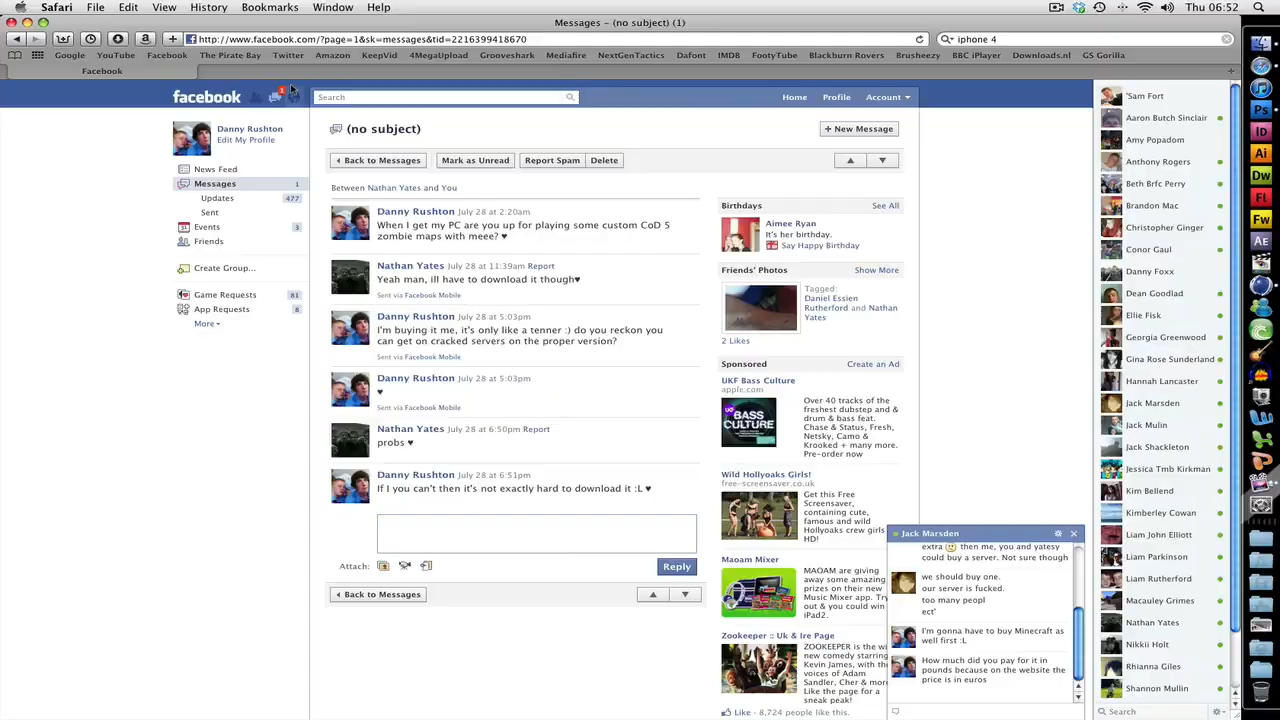 Safari File Edit View History Bookmarks Window Help Thu 06:52
Messages – (no subject) (1)
http://www.facebook.com/?page=1&sk=messages&tid=2216399418670
iphone 4
Google YouTube Facebook The Pirate Bay Twitter Amazon KeepVid 4MegaUpload Grooveshark Mediafire NextGenTactics Dafont IMDB FootyTube Blackburn Rovers Brusheezy BBC iPlayer Downloads.nl GS Gorilla
Facebook
facebook 1 Search Home Profile Account
Danny Rushton
Edit My Profile
News Feed
Messages 1
Updates 477
Sent
Events 3
Friends
Create Group...
Game Requests 81
App Requests 8
More
(no subject)
+ New Message
Back to Messages Mark as Unread Report Spam Delete
Between Nathan Yates and You
Danny Rushton July 28 at 2:20am
When I get my PC are you up for playing some custom CoD 5
zombie maps with meee? ♥
Nathan Yates July 28 at 11:39am Report
Yeah man, ill have to download it though♥
Sent via Facebook Mobile
Danny Rushton July 28 at 5:03pm
I'm buying it me, it's only like a tenner :) do you reckon you
can get on cracked servers on the proper version?
Sent via Facebook Mobile
Danny Rushton July 28 at 5:03pm
♥
Sent via Facebook Mobile
Nathan Yates July 28 at 6:50pm Report
probs ♥
Danny Rushton July 28 at 6:51pm
If I you can't then it's not exactly hard to download it :L ♥
Attach:
Reply
Back to Messages
Birthdays See All
Aimee Ryan
It's her birthday.
Say Happy Birthday
Friends' Photos Show More
Tagged:
Daniel Essien
Rutherford and Nathan
Yates
2 Likes
Sponsored Create an Ad
UKF Bass Culture
apple.com
BASS
CULTURE
Over 40 tracks of the
freshest dubstep and &
drum & bass feat.
Chase & Status, Fresh,
Netsky, Camo &
Krooked + many more.
Pre-order now
Wild Hollyoaks Girls!
free-screensaver.co.uk
Get this Free
Screensaver,
containing cute,
famous and wild
Hollyoaks crew girls in
HD!
Maoam Mixer
MAOAM are giving
away some amazing
prizes on their new
Music Mixer app. Try
out & you could win
iPad2.
Zookeeper :: Uk & Ire Page
ZOOKEEPER is the
new comedy starring
Kevin James, with the
voices of Adam
Sandler, Cher & more
Like the page for a
sneak peak!
Like · 8,724 people like this.
Jack Marsden
extra then me, you and yatesy
could buy a server. Not sure though
we should buy one.
our server is fucked.
too many peopl
ect'
I'm gonna have to buy Minecraft as
well first :L
How much did you pay for it in
pounds because on the website the
price is in euros
'Sam Fort
Aaron Butch Sinclair
Amy Popadom
Anthony Rogers
Beth Brfc Perry
Brandon Mac
Christopher Ginger
Conor Gaul
Danny Foxx
Dean Goodlad
Ellie Fisk
Georgia Greenwood
Gina Rose Sunderland
Hannah Lancaster
Jack Marsden
Jack Mulin
Jack Shackleton
Jessica Tmb Kirkman
Kim Bellend
Kimberley Cowan
Liam John Elliott
Liam Parkinson
Liam Rutherford
Macauley Grimes
Nathan Yates
Nikkii Holt
Rhianna Giles
Shannon Mullin
Search
Ps
Id
Ai
Dw
Fl
Fw
Ae